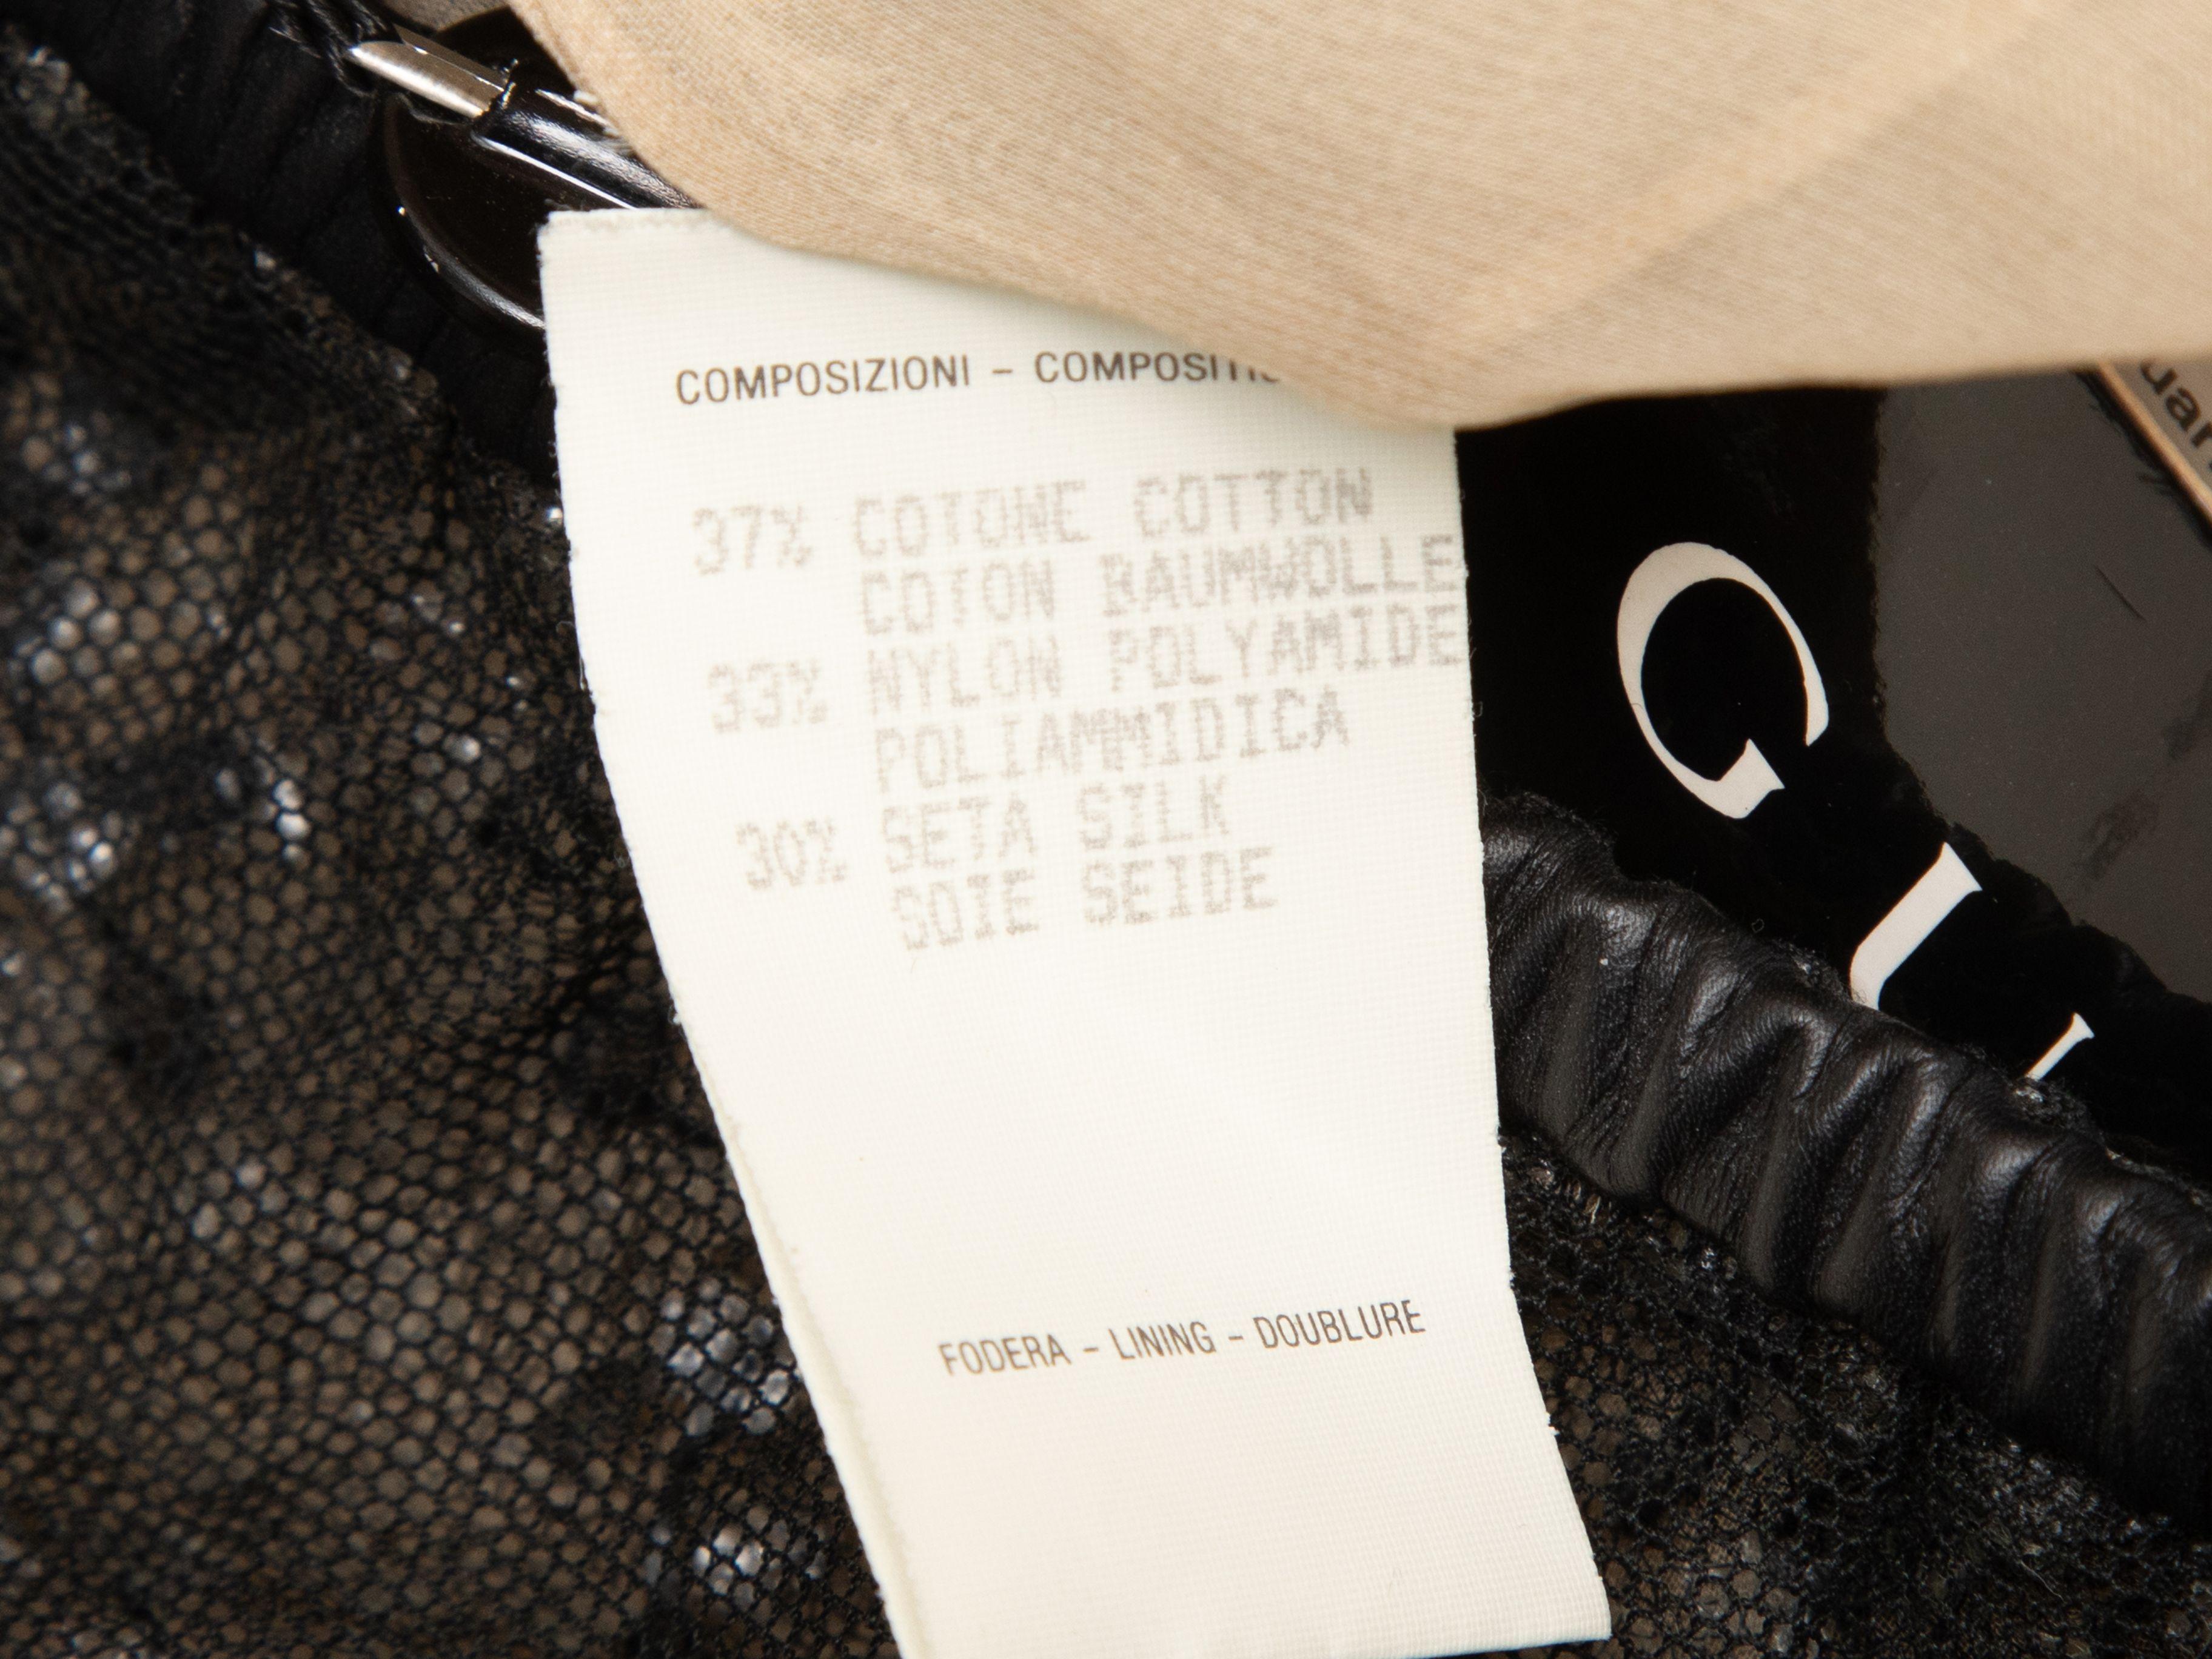 COMPOSIZIONI - COMPOSITIO
37% COTONE COTTON
COTON BAUMWOLLE
33% NYLON POLYAMIDE
POLIAMMIDICA
30% SETA SILK
SOIE SEIDE
FODERA - LINING - DOUBLURE
G